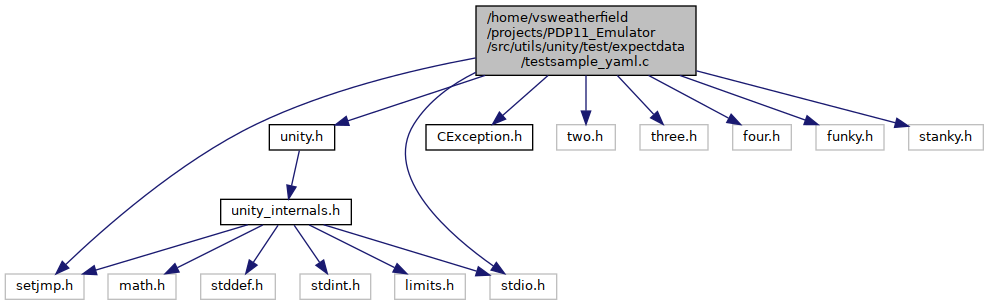 /home/vsweatherfield
/projects/PDP11_Emulator
/src/utils/unity/test/expectdata
/testsample_yaml.c
unity.h
CException.h
two.h
three.h
four.h
funky.h
stanky.h
unity_internals.h
setjmp.h
math.h
stddef.h
stdint.h
limits.h
stdio.h